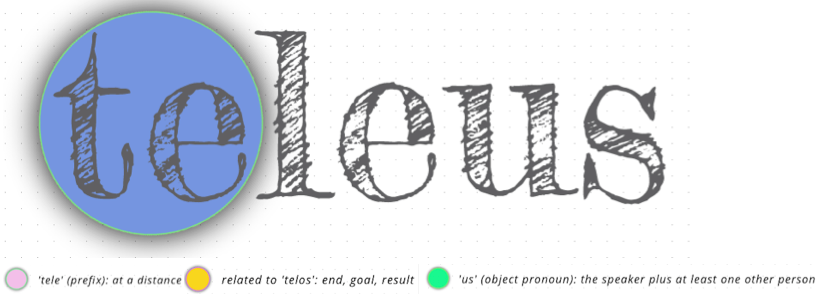 teleus
'tele' (prefix): at a distance
related to 'telos': end, goal, result
'us' (object pronoun): the speaker plus at least one other person